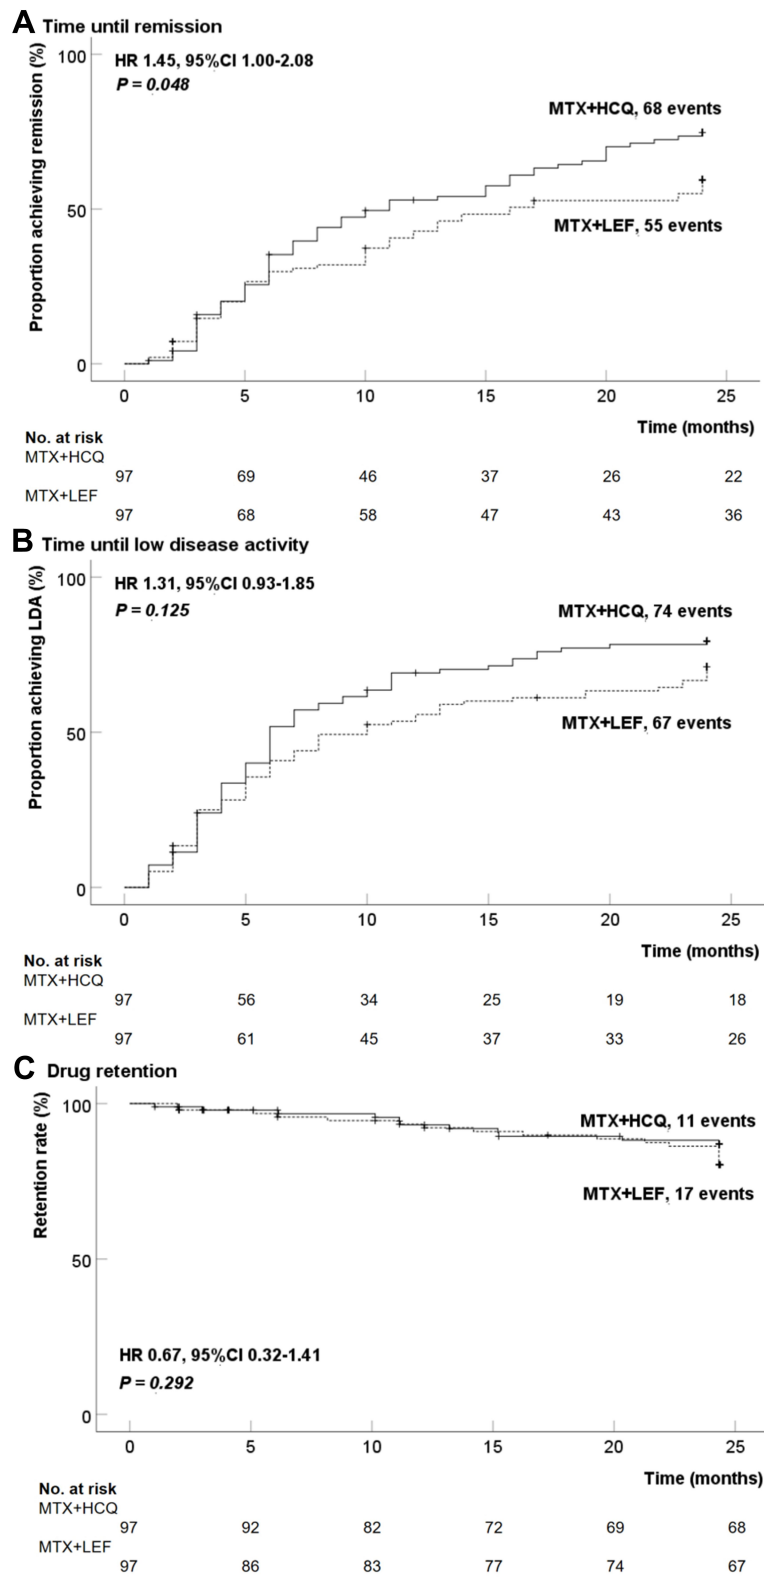 A Time until remission
Proportion achieving remission (%)
100
50
0
HR 1.45, 95%CI 1.00-2.08
P = 0.048
MTX+HCQ, 68 events
MTX+LEF, 55 events
0 5 10 15 20 25
Time (months)
No. at risk
MTX+HCQ
97 69 46 37 26 22
MTX+LEF
97 68 58 47 43 36
B Time until low disease activity
Proportion achieving LDA (%)
100
50
0
HR 1.31, 95%CI 0.93-1.85
P = 0.125
MTX+HCQ, 74 events
MTX+LEF, 67 events
0 5 10 15 20 25
Time (months)
No. at risk
MTX+HCQ
97 56 34 25 19 18
MTX+LEF
97 61 45 37 33 26
C Drug retention
Retention rate (%)
100
50
0
MTX+HCQ, 11 events
MTX+LEF, 17 events
HR 0.67, 95%CI 0.32-1.41
P = 0.292
0 5 10 15 20 25
Time (months)
No. at risk
MTX+HCQ
97 92 82 72 69 68
MTX+LEF
97 86 83 77 74 67